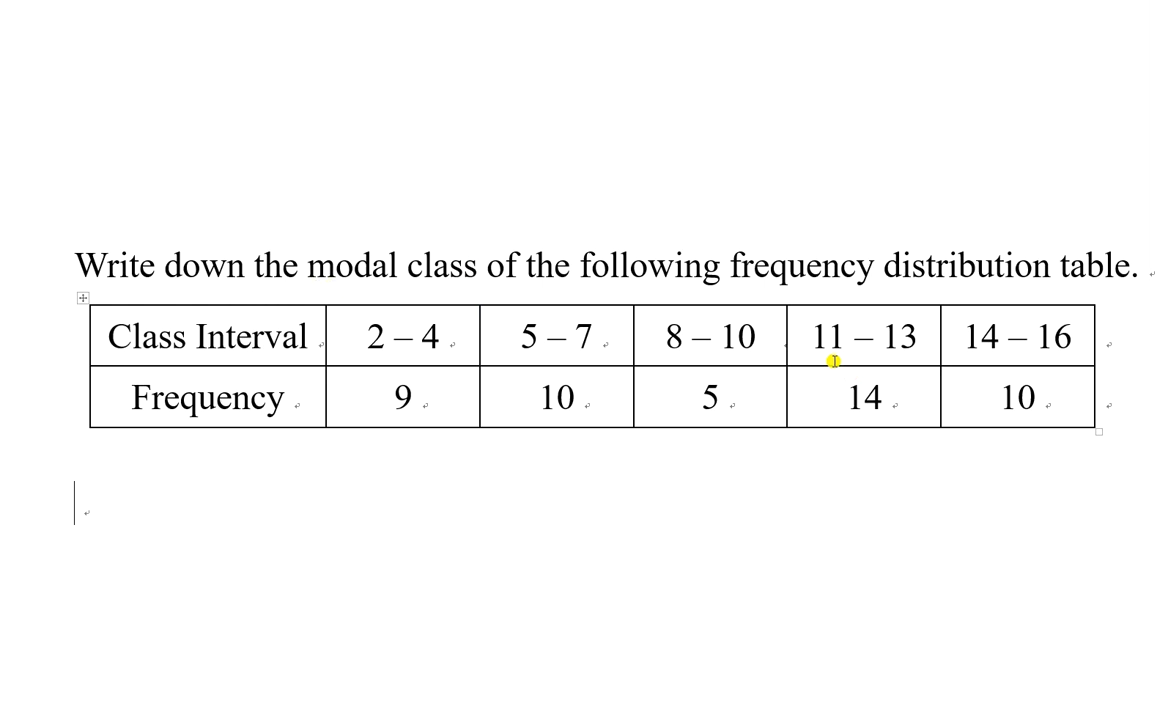 Write down the modal class of the following frequency distribution table.
Class Interval 2 – 4 5 – 7 8 – 10 11 – 13 14 – 16
Frequency 9 10 5 14 10